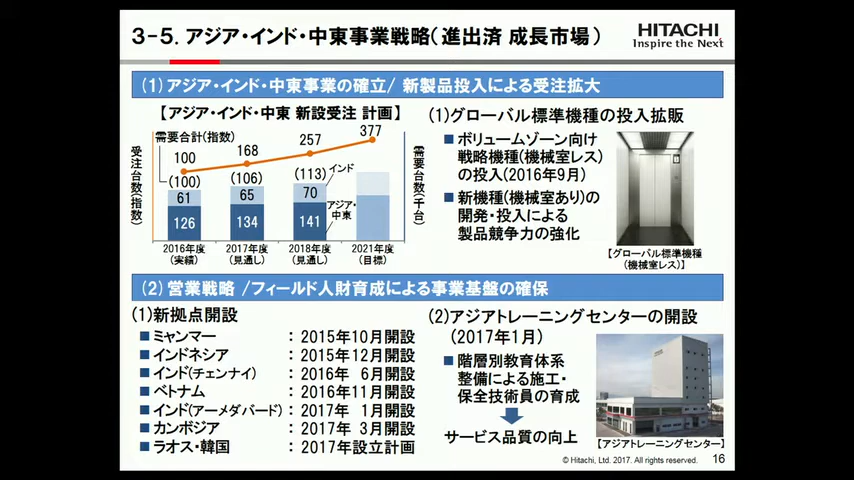 3-5. アジア・インド・中東事業戦略(進出済 成長市場)
HITACHI
Inspire the Next
(1) アジア・インド・中東事業の確立/ 新製品投入による受注拡大
【アジア・インド・中東 新設受注 計画】
需要合計(指数)
受注台数(指数)
需要台数(千台)
100
168
257
377
(100)
(106)
(113)
インド
61
65
70
アジア・中東
126
134
141
2016年度
(実績)
2017年度
(見通し)
2018年度
(見通し)
2021年度
(目標)
(1)グローバル標準機種の投入拡販
■ ボリュームゾーン向け
戦略機種(機械室レス)
の投入(2016年9月)
■ 新機種(機械室あり)の
開発・投入による
製品競争力の強化
【グローバル標準機種
(機械室レス)】
(2) 営業戦略 /フィールド人財育成による事業基盤の確保
(1)新拠点開設
■ ミャンマー : 2015年10月開設
■ インドネシア : 2015年12月開設
■ インド(チェンナイ) : 2016年 6月開設
■ ベトナム : 2016年11月開設
■ インド(アーメダバード) : 2017年 1月開設
■ カンボジア : 2017年 3月開設
■ ラオス・韓国 : 2017年設立計画
(2)アジアトレーニングセンターの開設
(2017年1月)
■ 階層別教育体系
整備による施工・
保全技術員の育成
サービス品質の向上
【アジアトレーニングセンター】
© Hitachi, Ltd. 2017. All rights reserved.
16